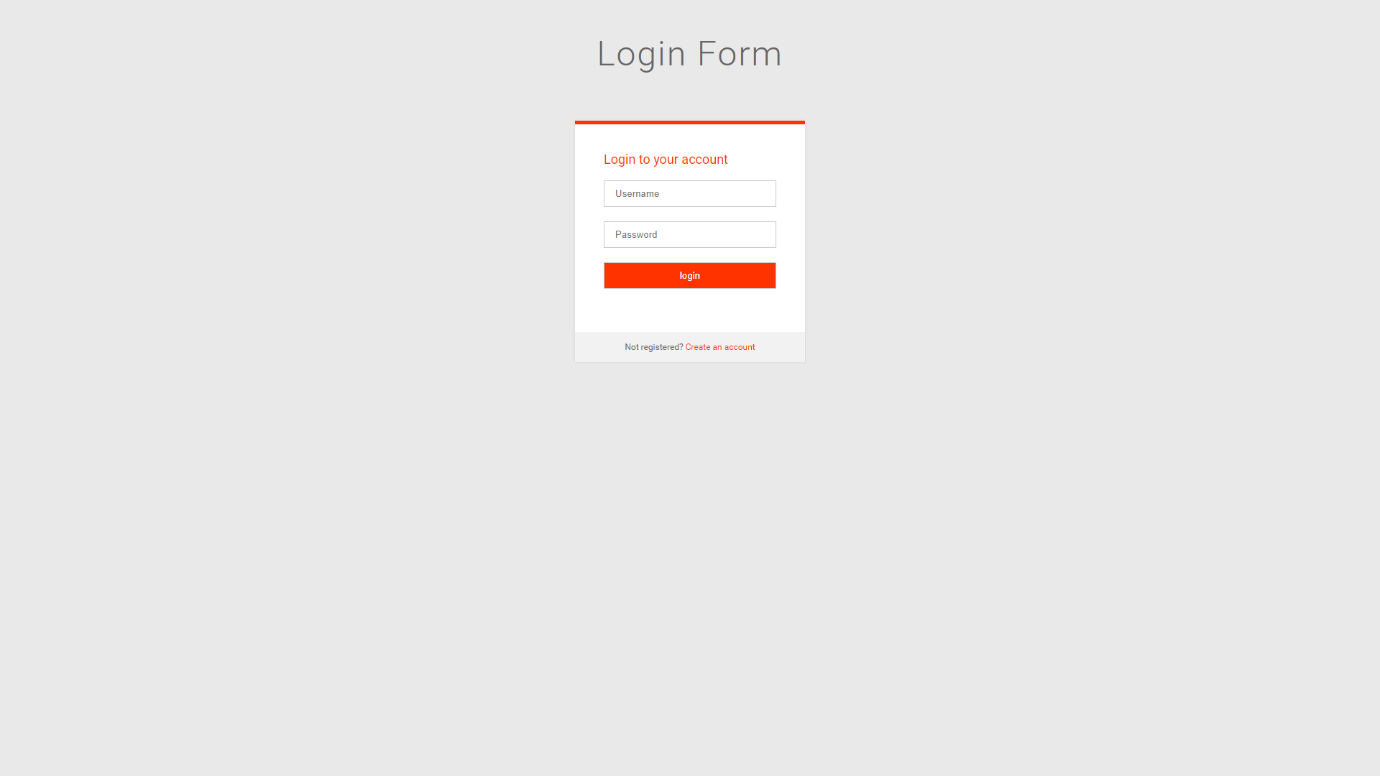 Login Form
Login to your account
Username
Password
login
Not registered? Create an account